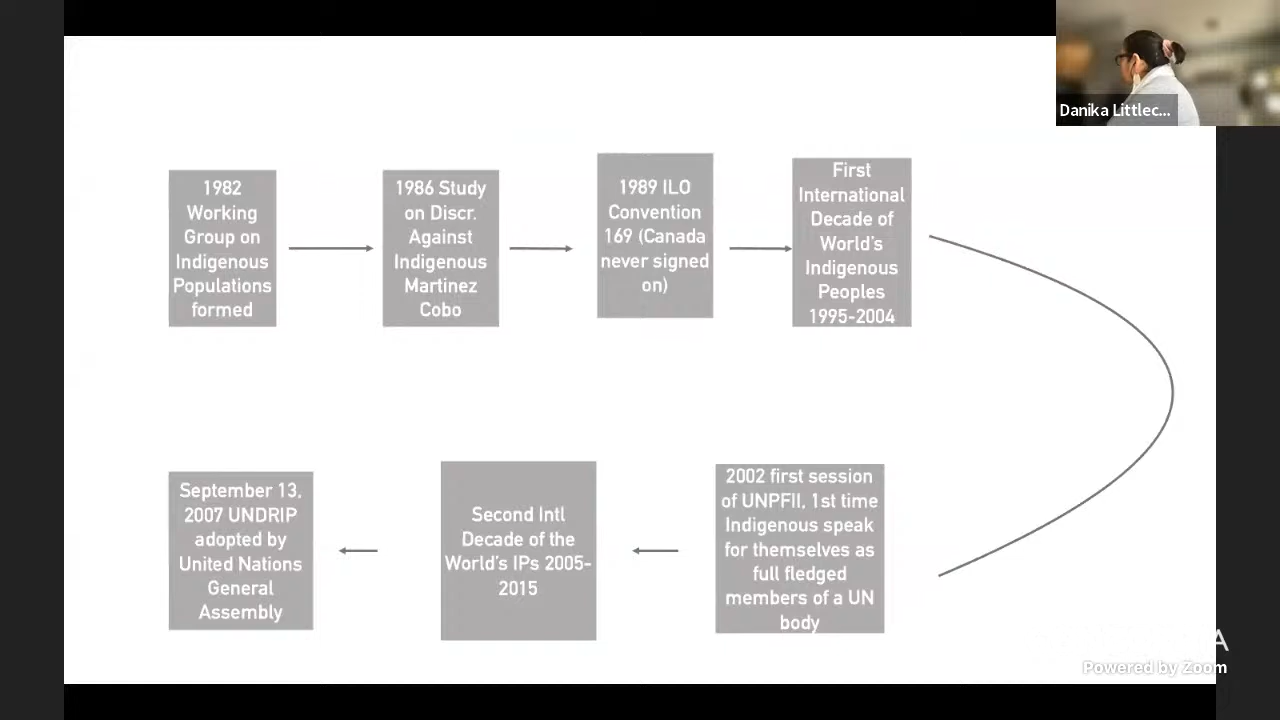 Danika Littlec...
1982
Working
Group on
Indigenous
Populations
formed
1986 Study
on Discr.
Against
Indigenous
Martinez
Cobo
1989 ILO
Convention
169 (Canada
never signed
on)
First
International
Decade of
World's
Indigenous
Peoples
1995-2004
2002 first session
of UNPFII, 1st time
Indigenous speak
for themselves as
full fledged
members of a UN
body
Second Intl
Decade of the
World's IPs 2005-
2015
September 13,
2007 UNDRIP
adopted by
United Nations
General
Assembly
A
Powered by Zoom